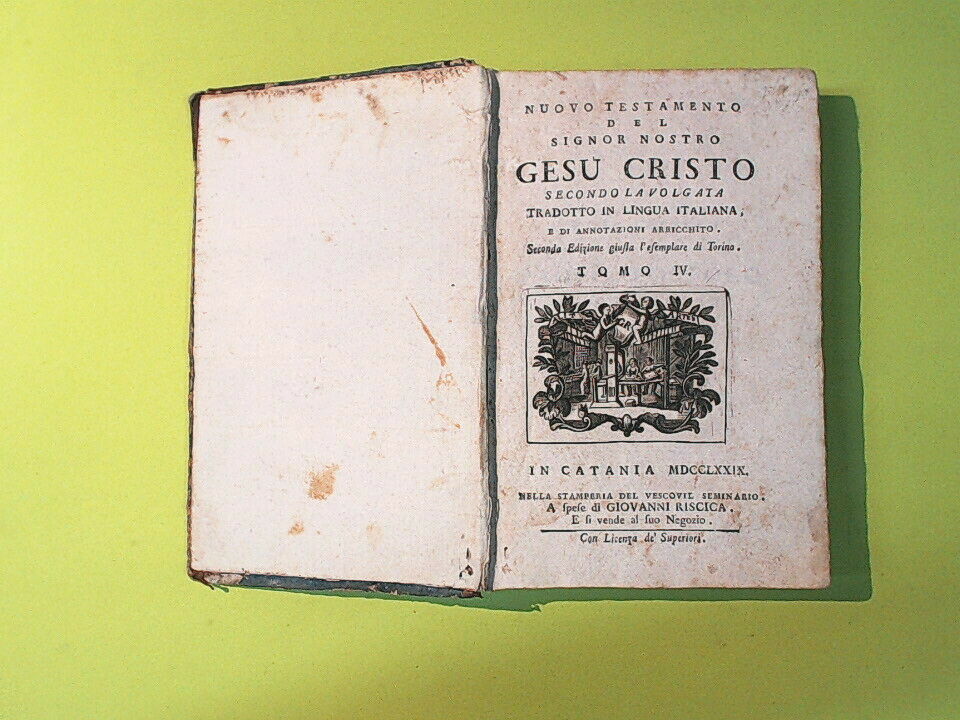 NUOVO TESTAMENTO
DEL
SIGNOR NOSTRO
GESÙ CRISTO
SECONDO LA VOLGATA
TRADOTTO IN LINGUA ITALIANA,
E DI ANNOTAZIONI ARRICCHITO.
Seconda Edizione giusta l'esemplare di Torino.
TOMO IV.
GR
IN CATANIA MDCCLXXIX.
NELLA STAMPERIA DEL VESCOVIL SEMINARIO.
A spese di GIOVANNI RISCICA.
E si vende al suo Negozio.
Con Licenza de' Superiori.